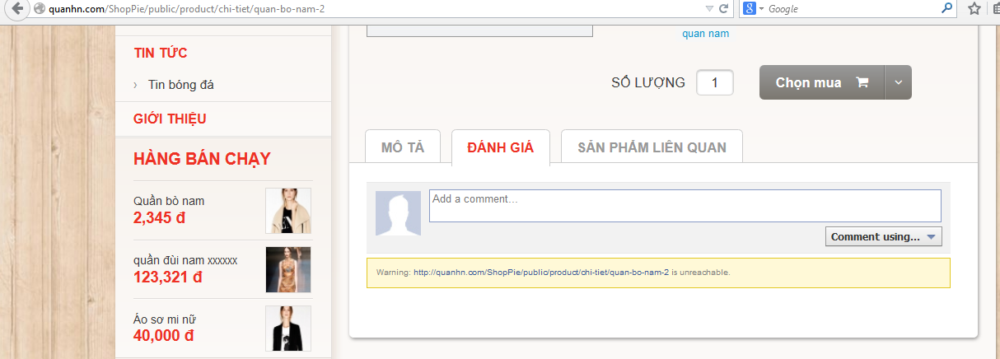 quanhn.com/ShopPie/public/product/chi-tiet/quan-bo-nam-2
Google
TIN TỨC
› Tin bóng đá
GIỚI THIỆU
HÀNG BÁN CHẠY
Quần bò nam
2,345 đ
quần đùi nam xxxxxx
123,321 đ
Áo sơ mi nữ
40,000 đ
quan nam
SỐ LƯỢNG 1 Chọn mua
MÔ TẢ ĐÁNH GIÁ SẢN PHẨM LIÊN QUAN
Add a comment...
Comment using...
Warning: http://quanhn.com/ShopPie/public/product/chi-tiet/quan-bo-nam-2 is unreachable.